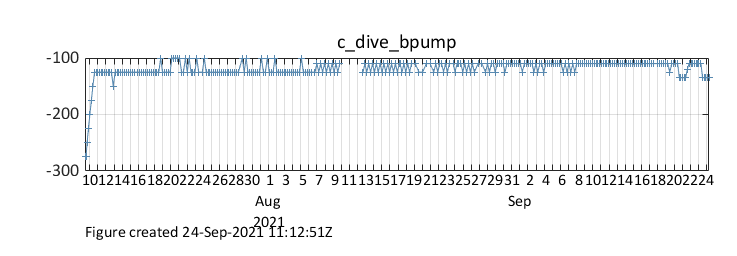 c_dive_bpump
-100
-200
-300
10 12 14 16 18 20 22 24 26 28 30 1 3 5 7 9 11 13 15 17 19 21 23 25 27 29 31 2 4 6 8 10 12 14 16 18 20 22 24
Aug Sep
2021
Figure created 24-Sep-2021 11:12:51Z